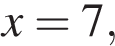 x = 7,